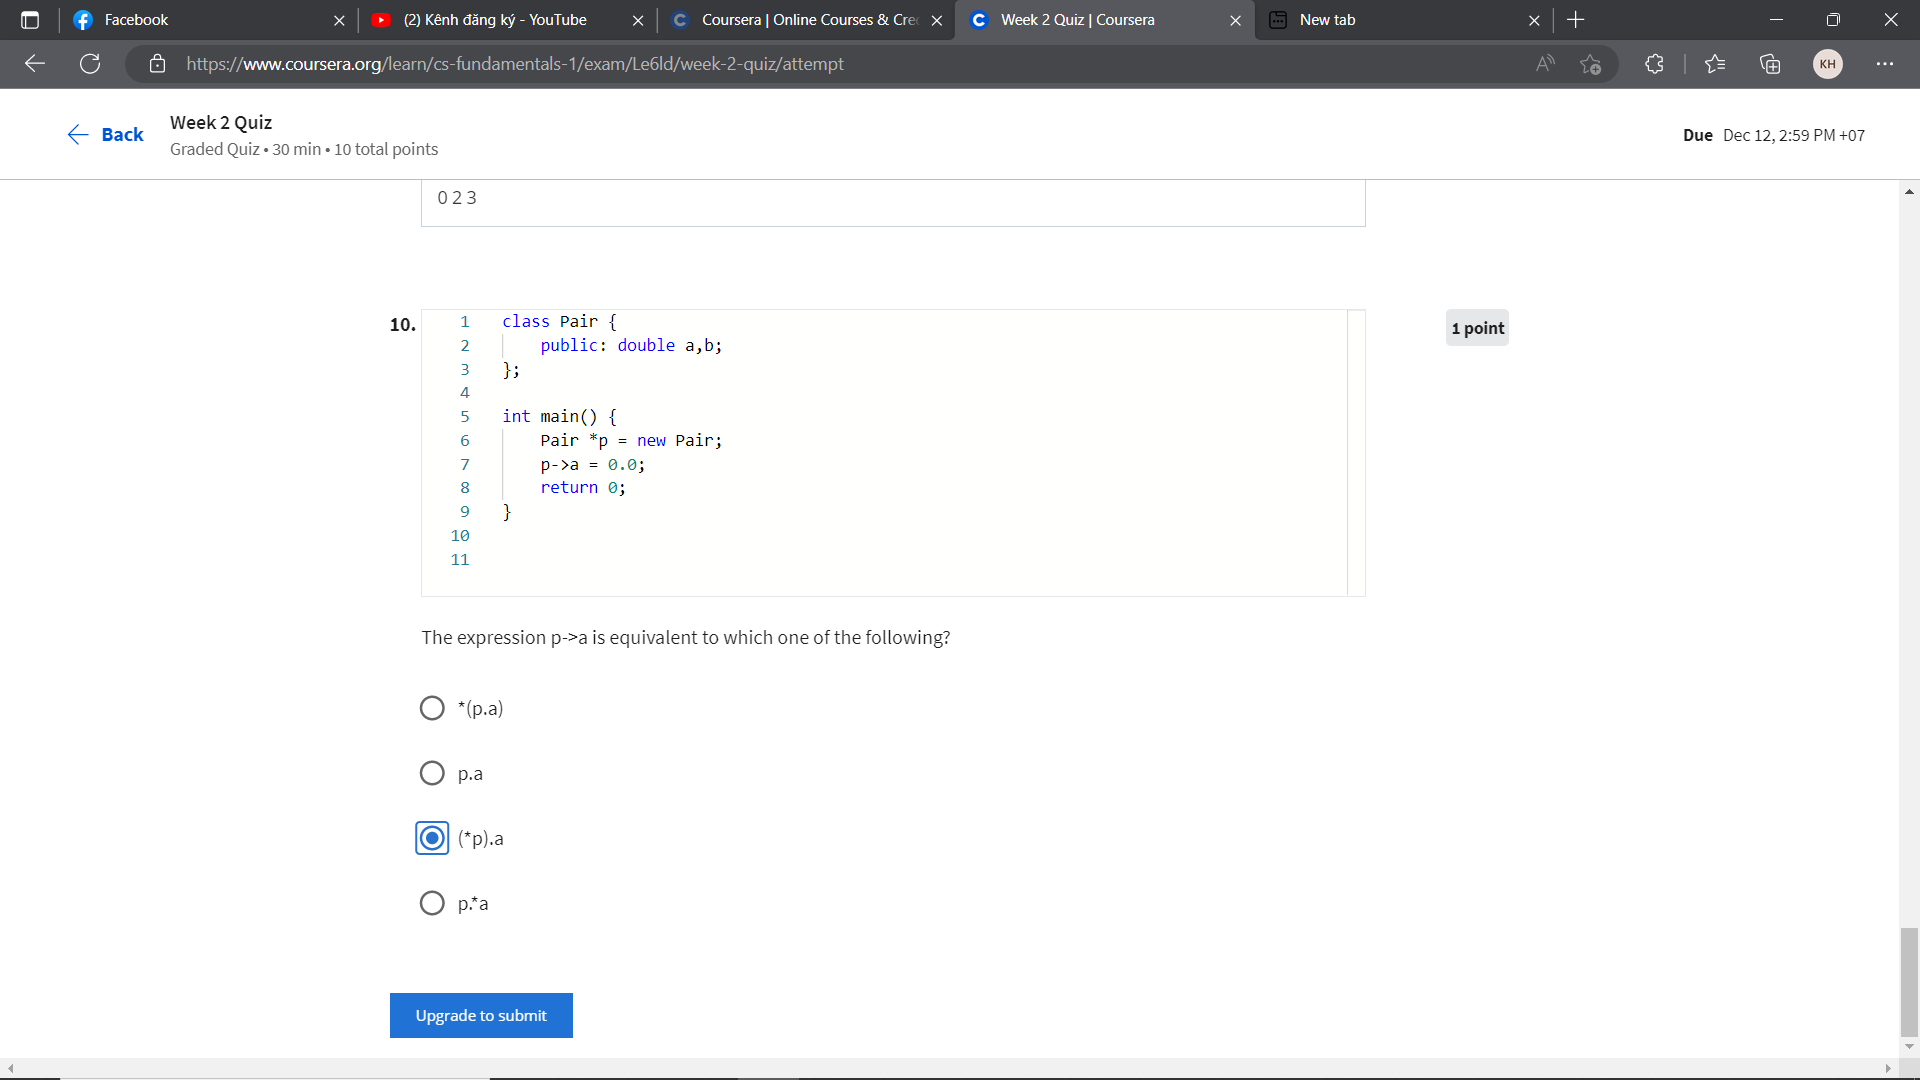 Facebook
(2) Kênh đăng ký - YouTube
Coursera | Online Courses & Cre
Week 2 Quiz | Coursera
New tab
https://www.coursera.org/learn/cs-fundamentals-1/exam/Le6ld/week-2-quiz/attempt
KH
Back
Week 2 Quiz
Graded Quiz • 30 min • 10 total points
Due Dec 12, 2:59 PM +07
0 2 3
10.
1 point
1 class Pair {
2 public: double a,b;
3 };
4
5 int main() {
6 Pair *p = new Pair;
7 p->a = 0.0;
8 return 0;
9 }
10
11
The expression p->a is equivalent to which one of the following?
*(p.a)
p.a
(*p).a
p.*a
Upgrade to submit